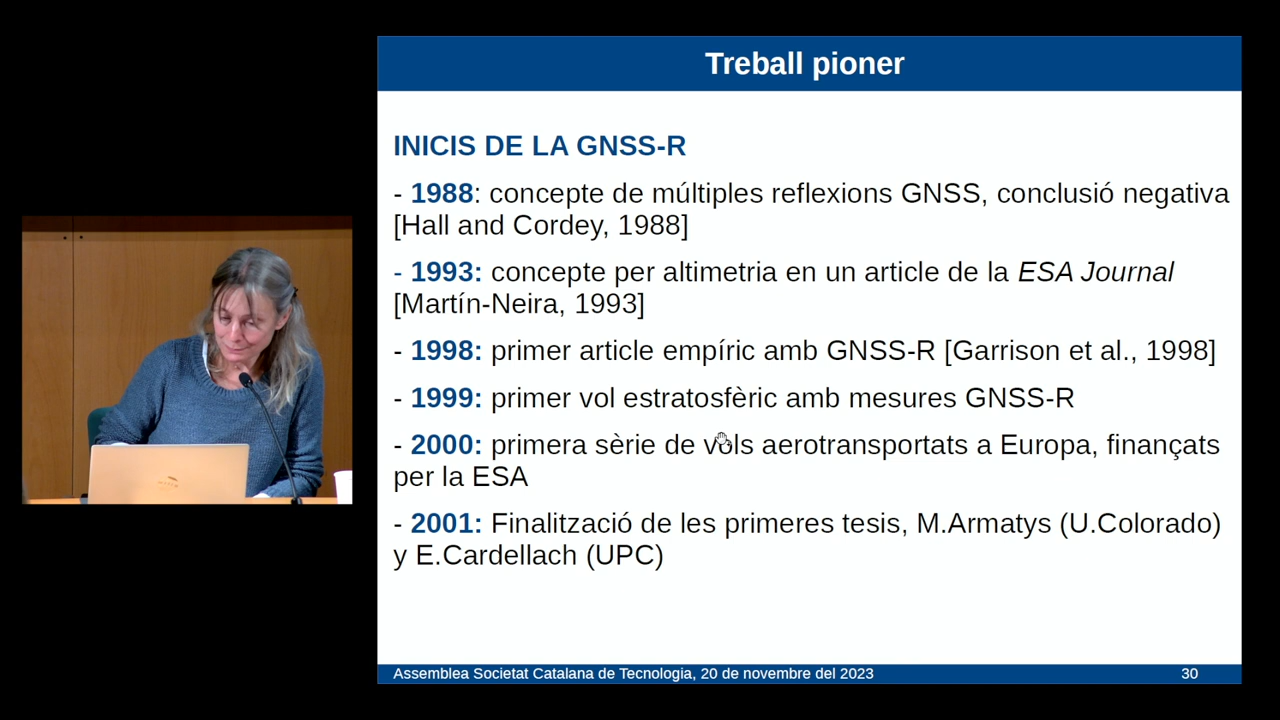 Treball pioner
INICIS DE LA GNSS-R
- 1988: concepte de múltiples reflexions GNSS, conclusió negativa
[Hall and Cordey, 1988]
- 1993: concepte per altimetria en un article de la ESA Journal
[Martín-Neira, 1993]
- 1998: primer article empíric amb GNSS-R [Garrison et al., 1998]
- 1999: primer vol estratosfèric amb mesures GNSS-R
- 2000: primera sèrie de vols aerotransportats a Europa, finançats
per la ESA
- 2001: Finalització de les primeres tesis, M.Armatys (U.Colorado)
y E.Cardellach (UPC)
Assemblea Societat Catalana de Tecnologia, 20 de novembre del 2023 30